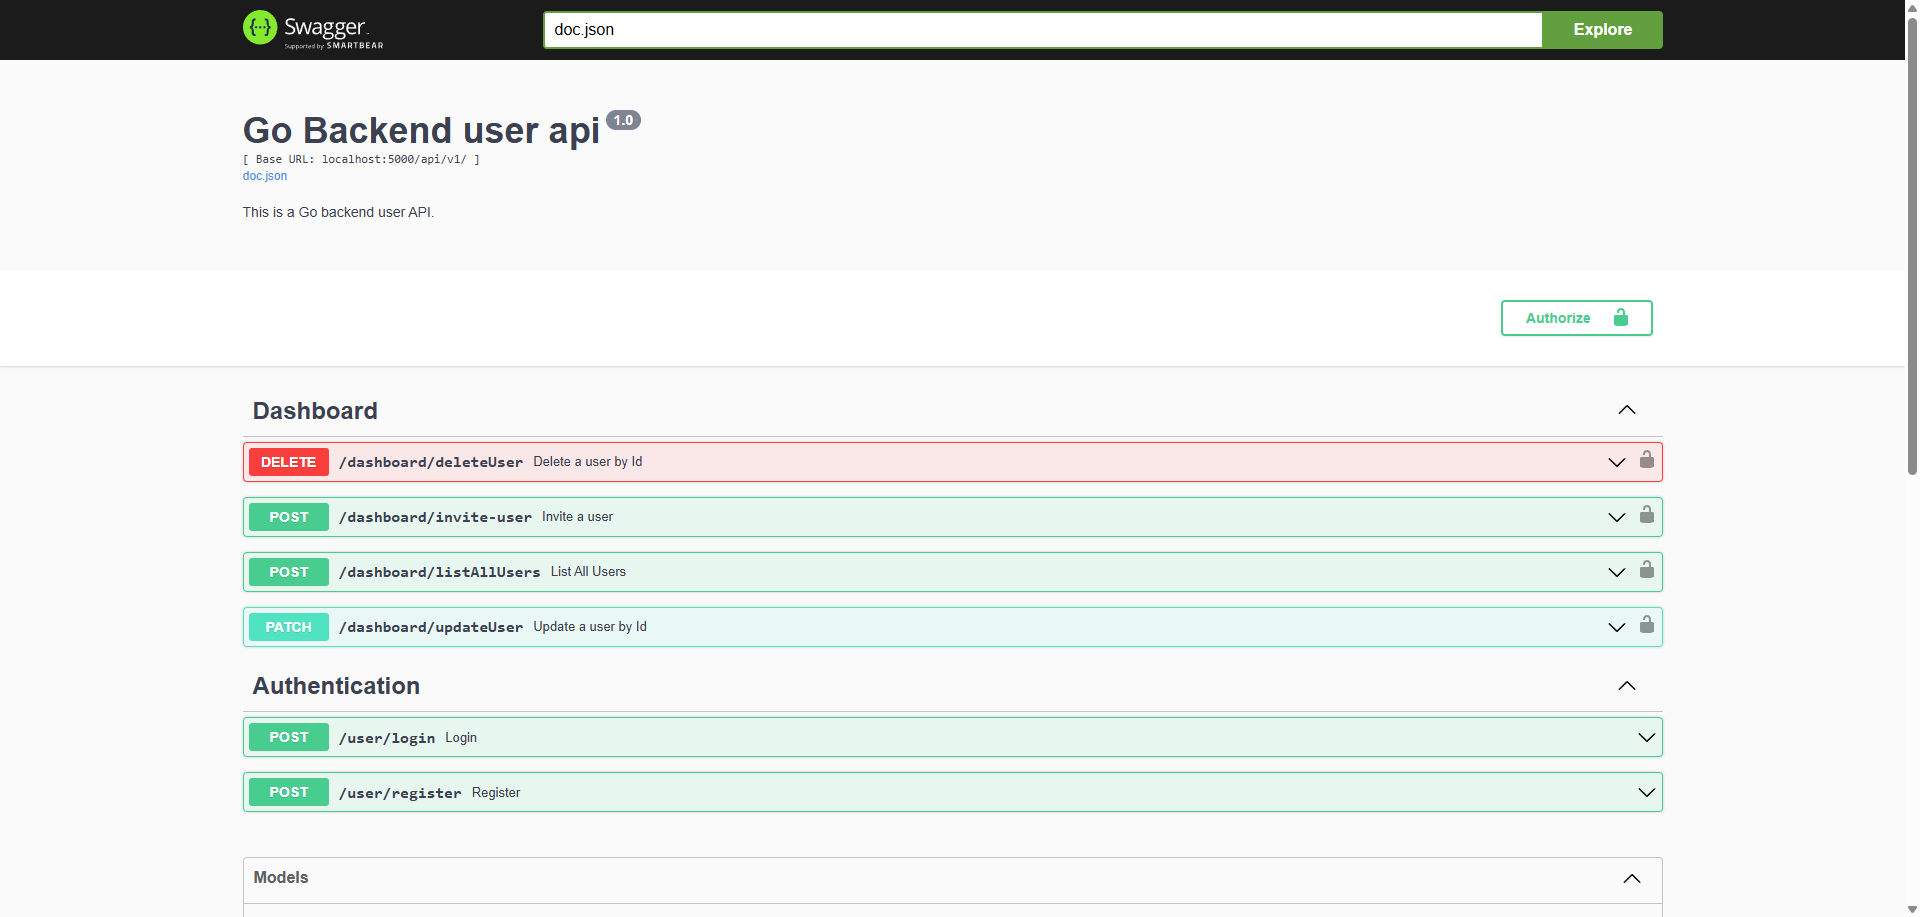 Swagger
Supported by SMARTBEAR
doc.json
Explore
Go Backend user api 1.0
[ Base URL: localhost:5000/api/v1/ ]
doc.json
This is a Go backend user API.
Authorize
Dashboard
DELETE /dashboard/deleteUser Delete a user by Id
POST /dashboard/invite-user Invite a user
POST /dashboard/listAllUsers List All Users
PATCH /dashboard/updateUser Update a user by Id
Authentication
POST /user/login Login
POST /user/register Register
Models